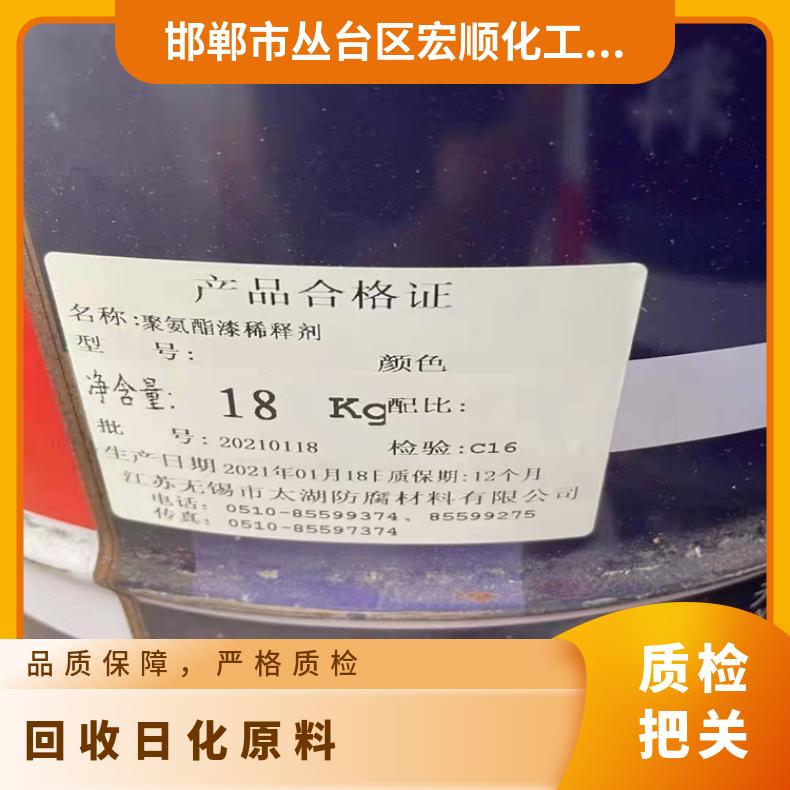 邯郸市丛台区宏顺化工...
产品合格证
名称:聚氨酯漆稀释剂
型 号:
颜色
净含量: 18 Kg 配比:
批 号: 20210118 检验:C16
生产日期 2021年01月18日 质保期:12个月
江苏无锡市太湖防腐材料有限公司
电话: 0510-85599374、85599275
传真: 0510-85597374
品质保障，严格质检
回收日化原料
质检
把关